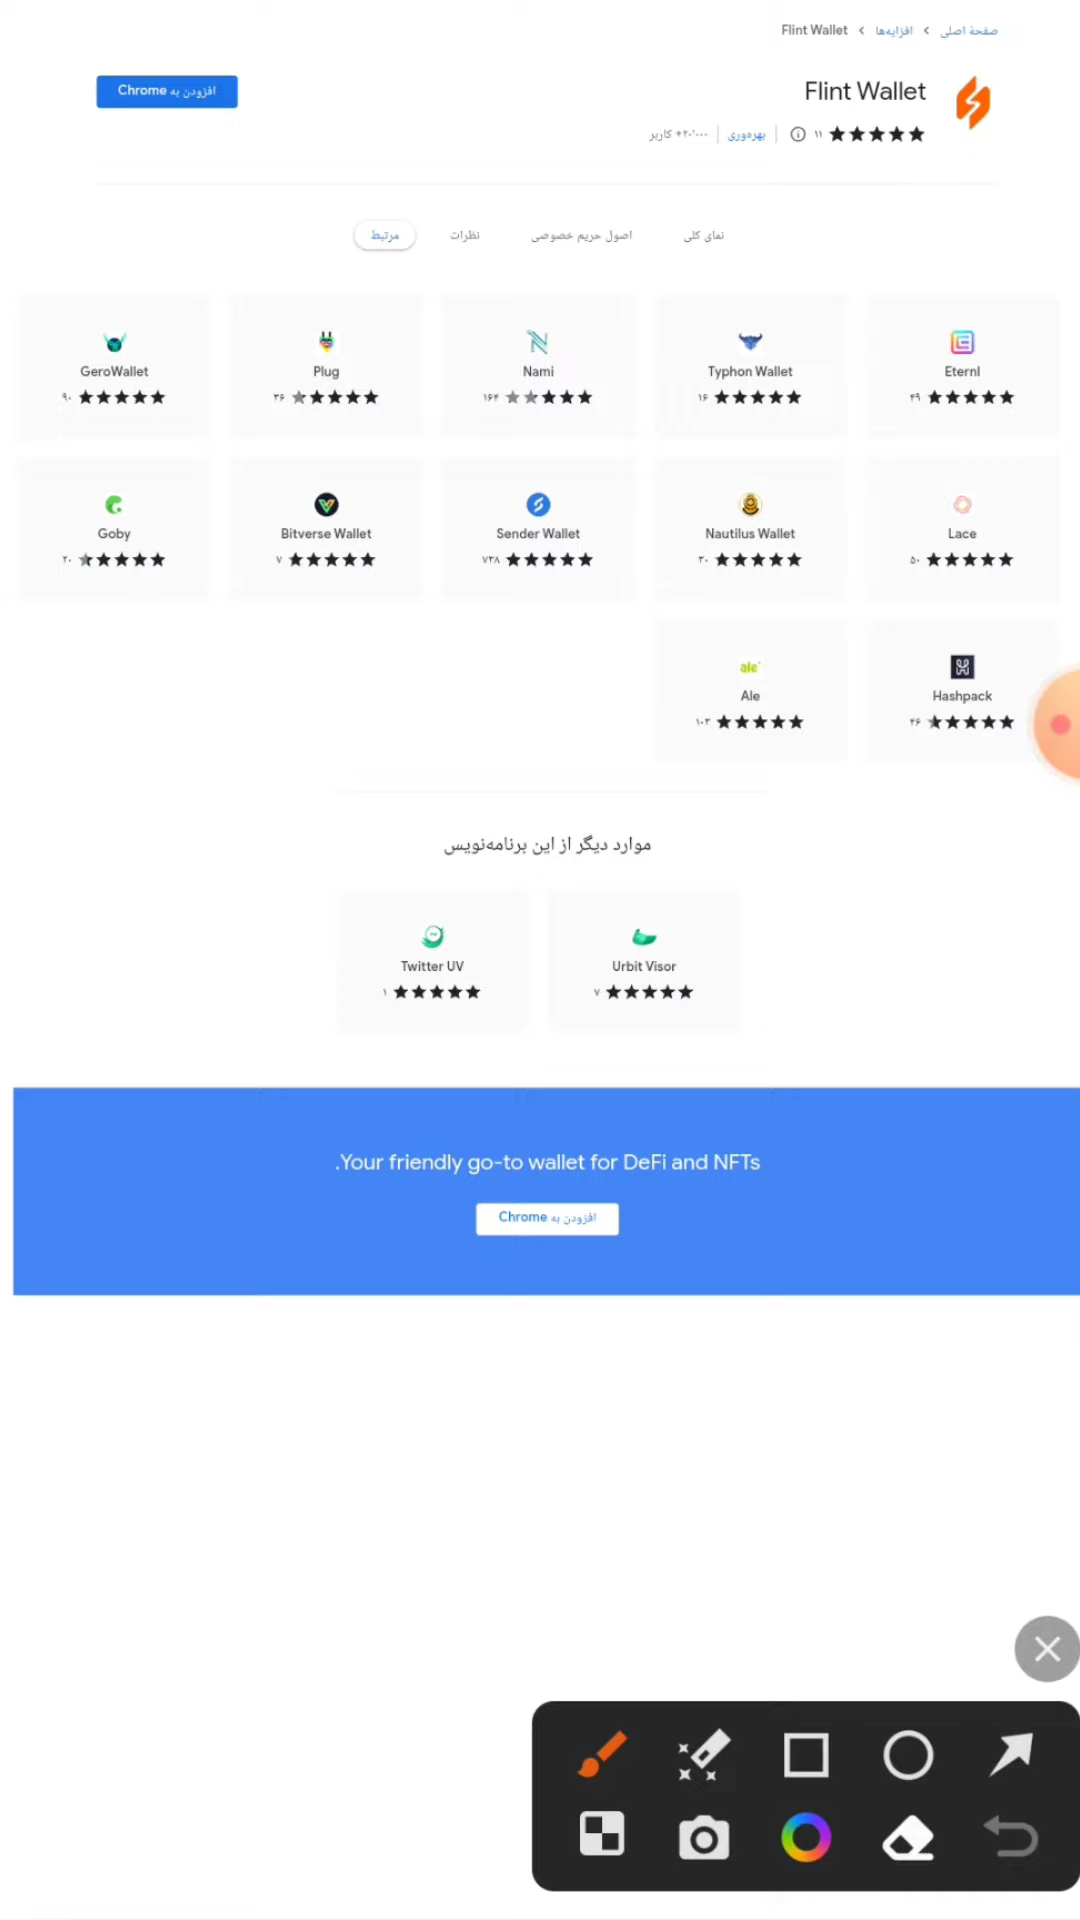 صفحهٔ اصلی > افزایه‌ها > Flint Wallet
Flint Wallet
افزودن به Chrome
۱۱ | بهره‌وری | ۲۰٬۰۰۰+ کاربر
نمای کلی
اصول حریم خصوصی
نظرات
مرتبط
Eternl
۴۹
Typhon Wallet
۱۶
Nami
۱۶۴
Plug
۳۶
GeroWallet
۹۰
Lace
۵۰
Nautilus Wallet
۳۰
Sender Wallet
۷۳۸
Bitverse Wallet
۷
Goby
۲۰
Hashpack
۴۶
ale
Ale
۱۰۳
موارد دیگر از این برنامه‌نویس
Urbit Visor
۷
Twitter UV
۱
.Your friendly go-to wallet for DeFi and NFTs
افزودن به Chrome